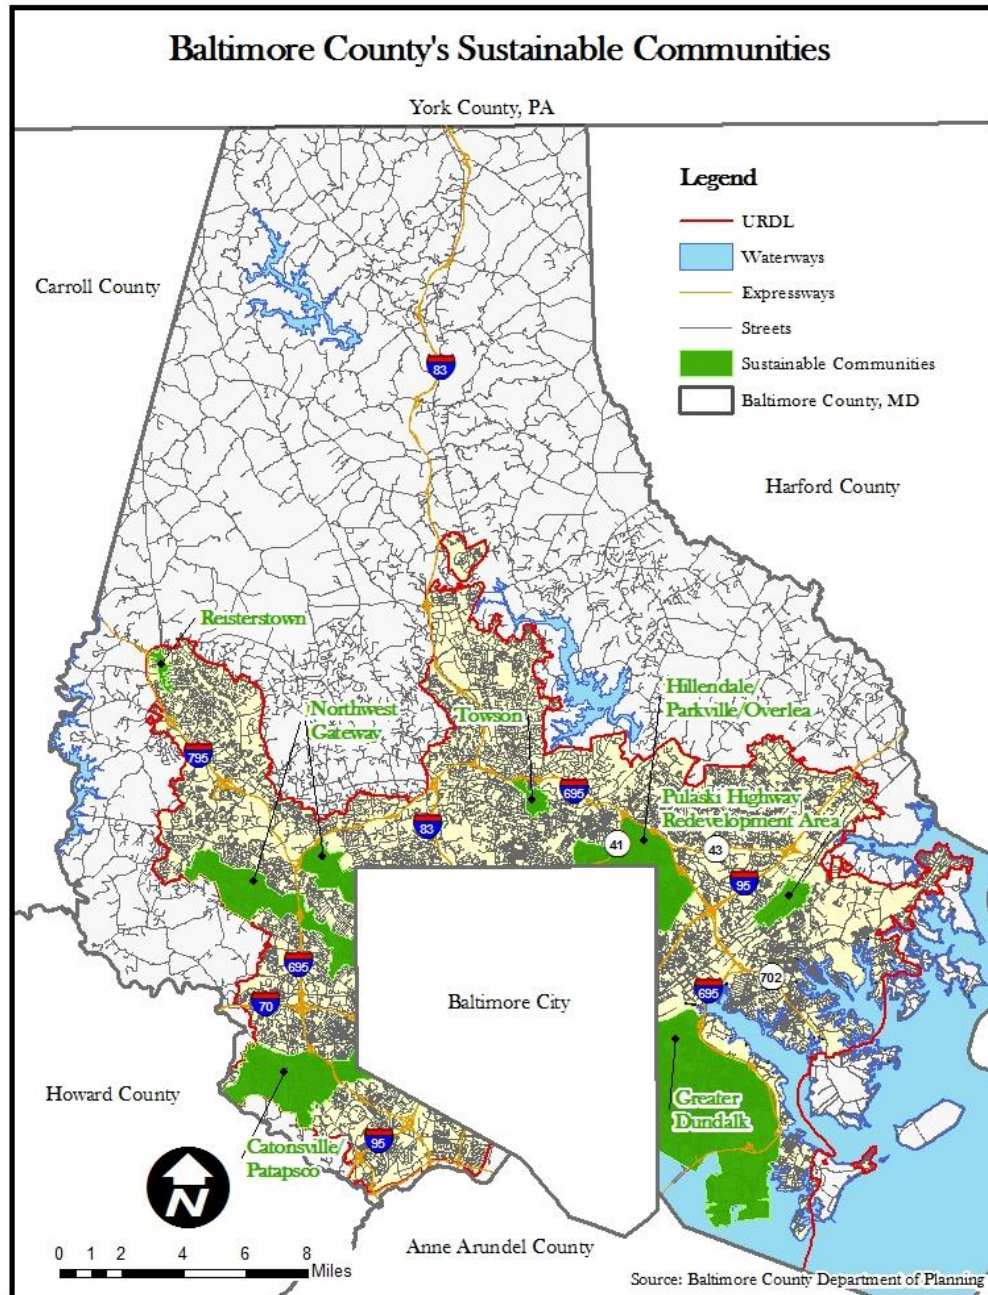 Baltimore County's Sustainable Communities
York County, PA
Legend
URDL
Waterways
Expressways
Streets
Sustainable Communities
Baltimore County, MD
Carroll County
83
Harford County
Reisterstown
Northwest
Gateway
Towson
Hillendale/
Parkville/Overlea
795
695
Pulaski Highway
Redevelopment Area
83
41
43
95
695
702
70
695
Baltimore City
Howard County
Greater
Dundalk
Catonsville/
Patapsco
95
N
Anne Arundel County
0 1 2 4 6 8
Miles
Source: Baltimore County Department of Planning